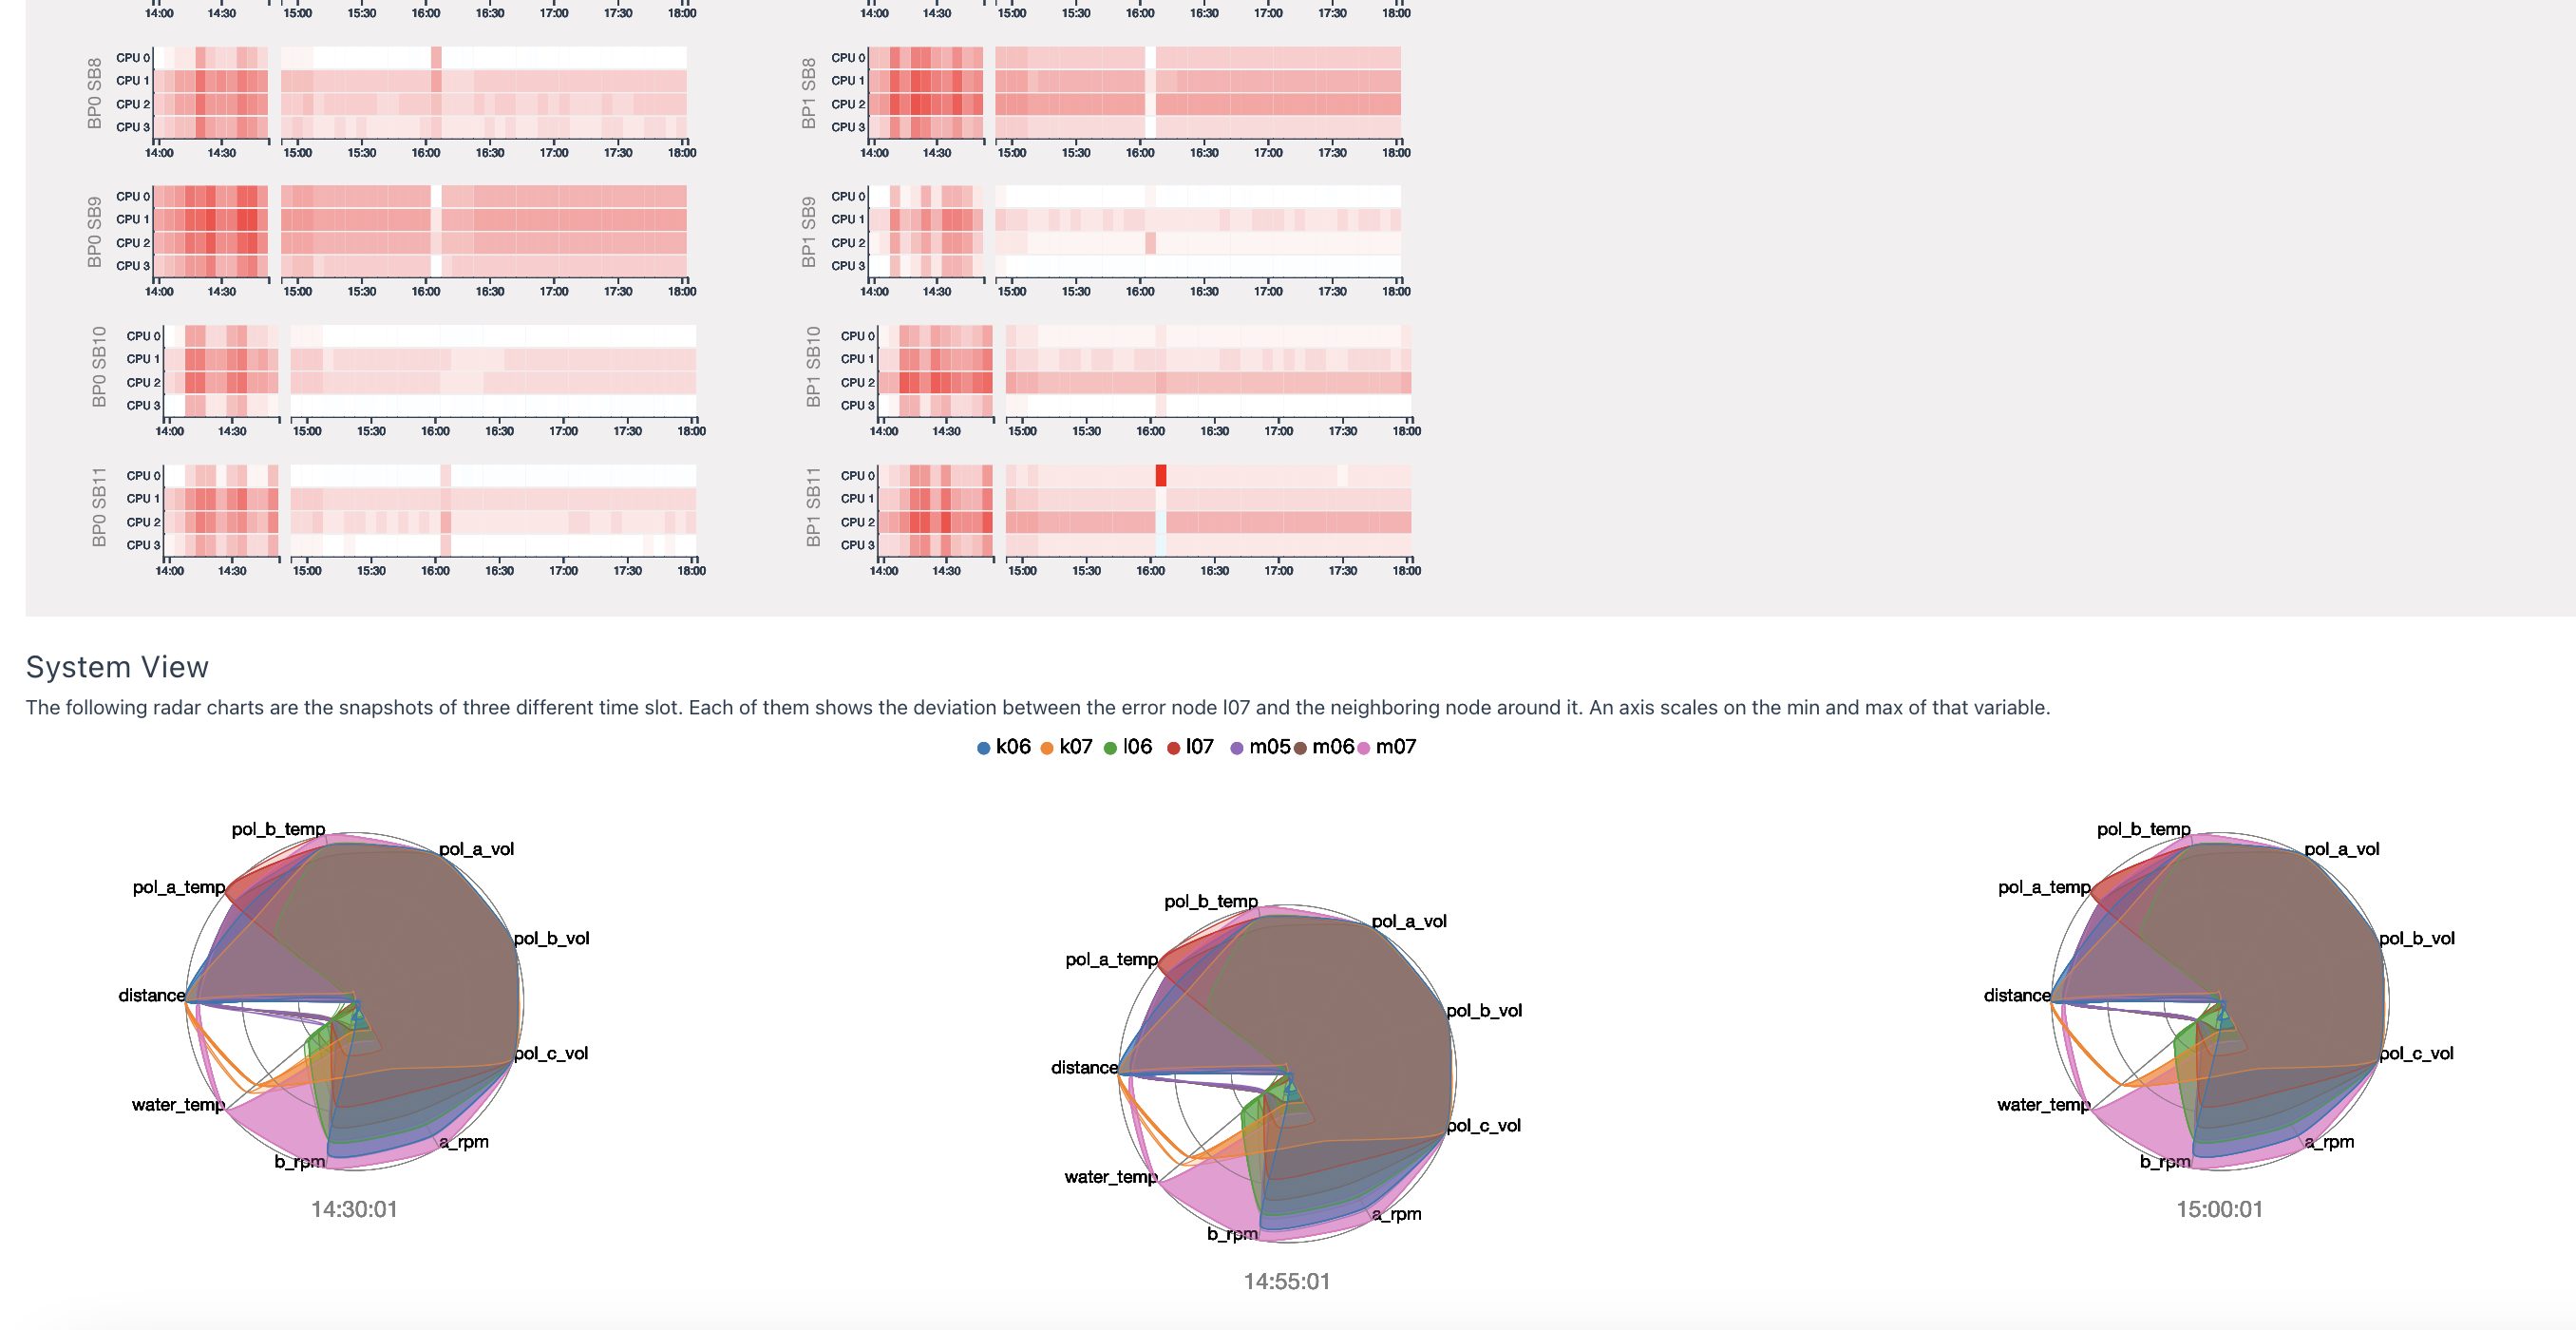 14:00 14:30 15:00 15:30 16:00 16:30 17:00 17:30 18:00
14:00 14:30 15:00 15:30 16:00 16:30 17:00 17:30 18:00
BP0 SB8
CPU 0
CPU 1
CPU 2
CPU 3
14:00 14:30 15:00 15:30 16:00 16:30 17:00 17:30 18:00
BP1 SB8
CPU 0
CPU 1
CPU 2
CPU 3
14:00 14:30 15:00 15:30 16:00 16:30 17:00 17:30 18:00
BP0 SB9
CPU 0
CPU 1
CPU 2
CPU 3
14:00 14:30 15:00 15:30 16:00 16:30 17:00 17:30 18:00
BP1 SB9
CPU 0
CPU 1
CPU 2
CPU 3
14:00 14:30 15:00 15:30 16:00 16:30 17:00 17:30 18:00
BP0 SB10
CPU 0
CPU 1
CPU 2
CPU 3
14:00 14:30 15:00 15:30 16:00 16:30 17:00 17:30 18:00
BP1 SB10
CPU 0
CPU 1
CPU 2
CPU 3
14:00 14:30 15:00 15:30 16:00 16:30 17:00 17:30 18:00
BP0 SB11
CPU 0
CPU 1
CPU 2
CPU 3
14:00 14:30 15:00 15:30 16:00 16:30 17:00 17:30 18:00
BP1 SB11
CPU 0
CPU 1
CPU 2
CPU 3
14:00 14:30 15:00 15:30 16:00 16:30 17:00 17:30 18:00
System View
The following radar charts are the snapshots of three different time slot. Each of them shows the deviation between the error node l07 and the neighboring node around it. An axis scales on the min and max of that variable.
k06 k07 l06 l07 m05 m06 m07
pol_b_temp
pol_a_vol
pol_a_temp
pol_b_vol
distance
pol_c_vol
water_temp
a_rpm
b_rpm
14:30:01
pol_b_temp
pol_a_vol
pol_a_temp
pol_b_vol
distance
pol_c_vol
water_temp
a_rpm
b_rpm
14:55:01
pol_b_temp
pol_a_vol
pol_a_temp
pol_b_vol
distance
pol_c_vol
water_temp
a_rpm
b_rpm
15:00:01